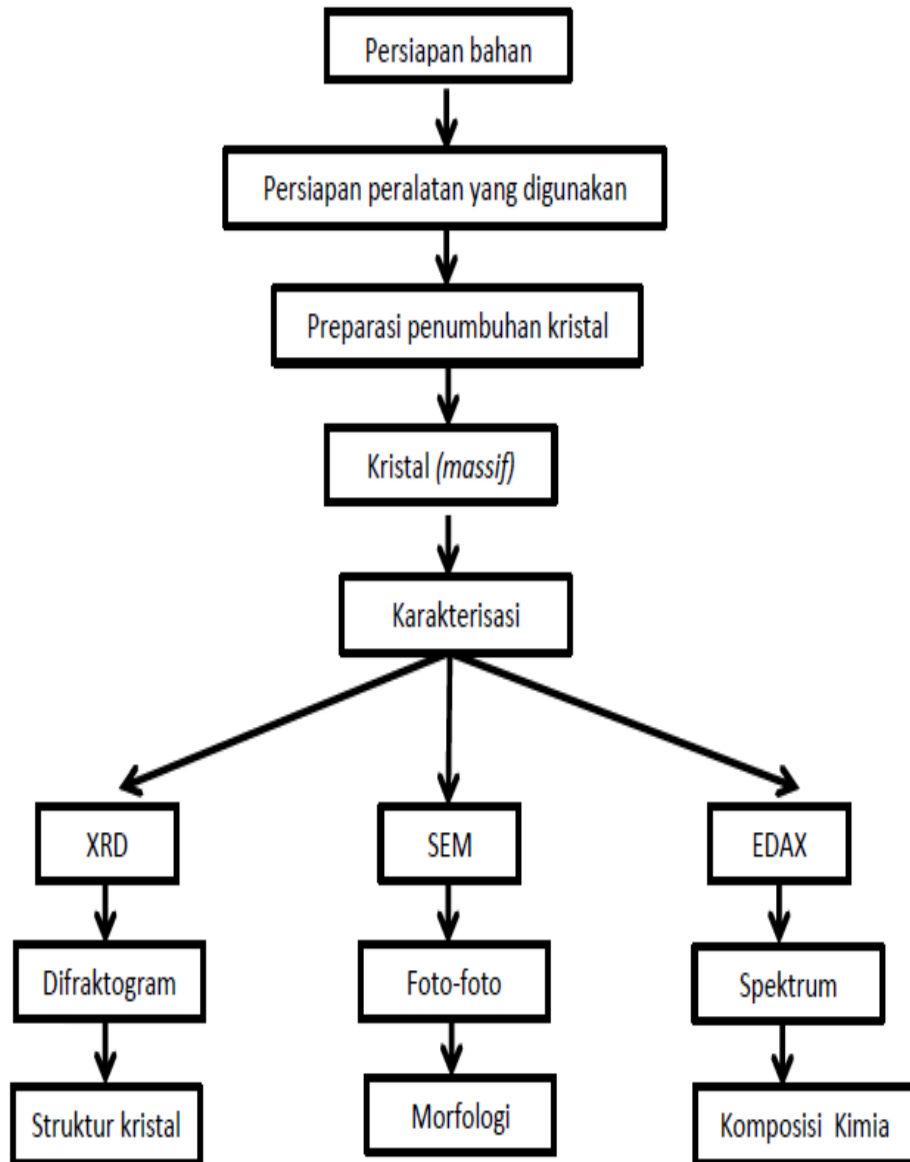 Persiapan bahan
Persiapan peralatan yang digunakan
Preparasi penumbuhan kristal
Kristal (massif)
Karakterisasi
XRD
SEM
EDAX
Difraktogram
Foto-foto
Spektrum
Struktur kristal
Morfologi
Komposisi Kimia